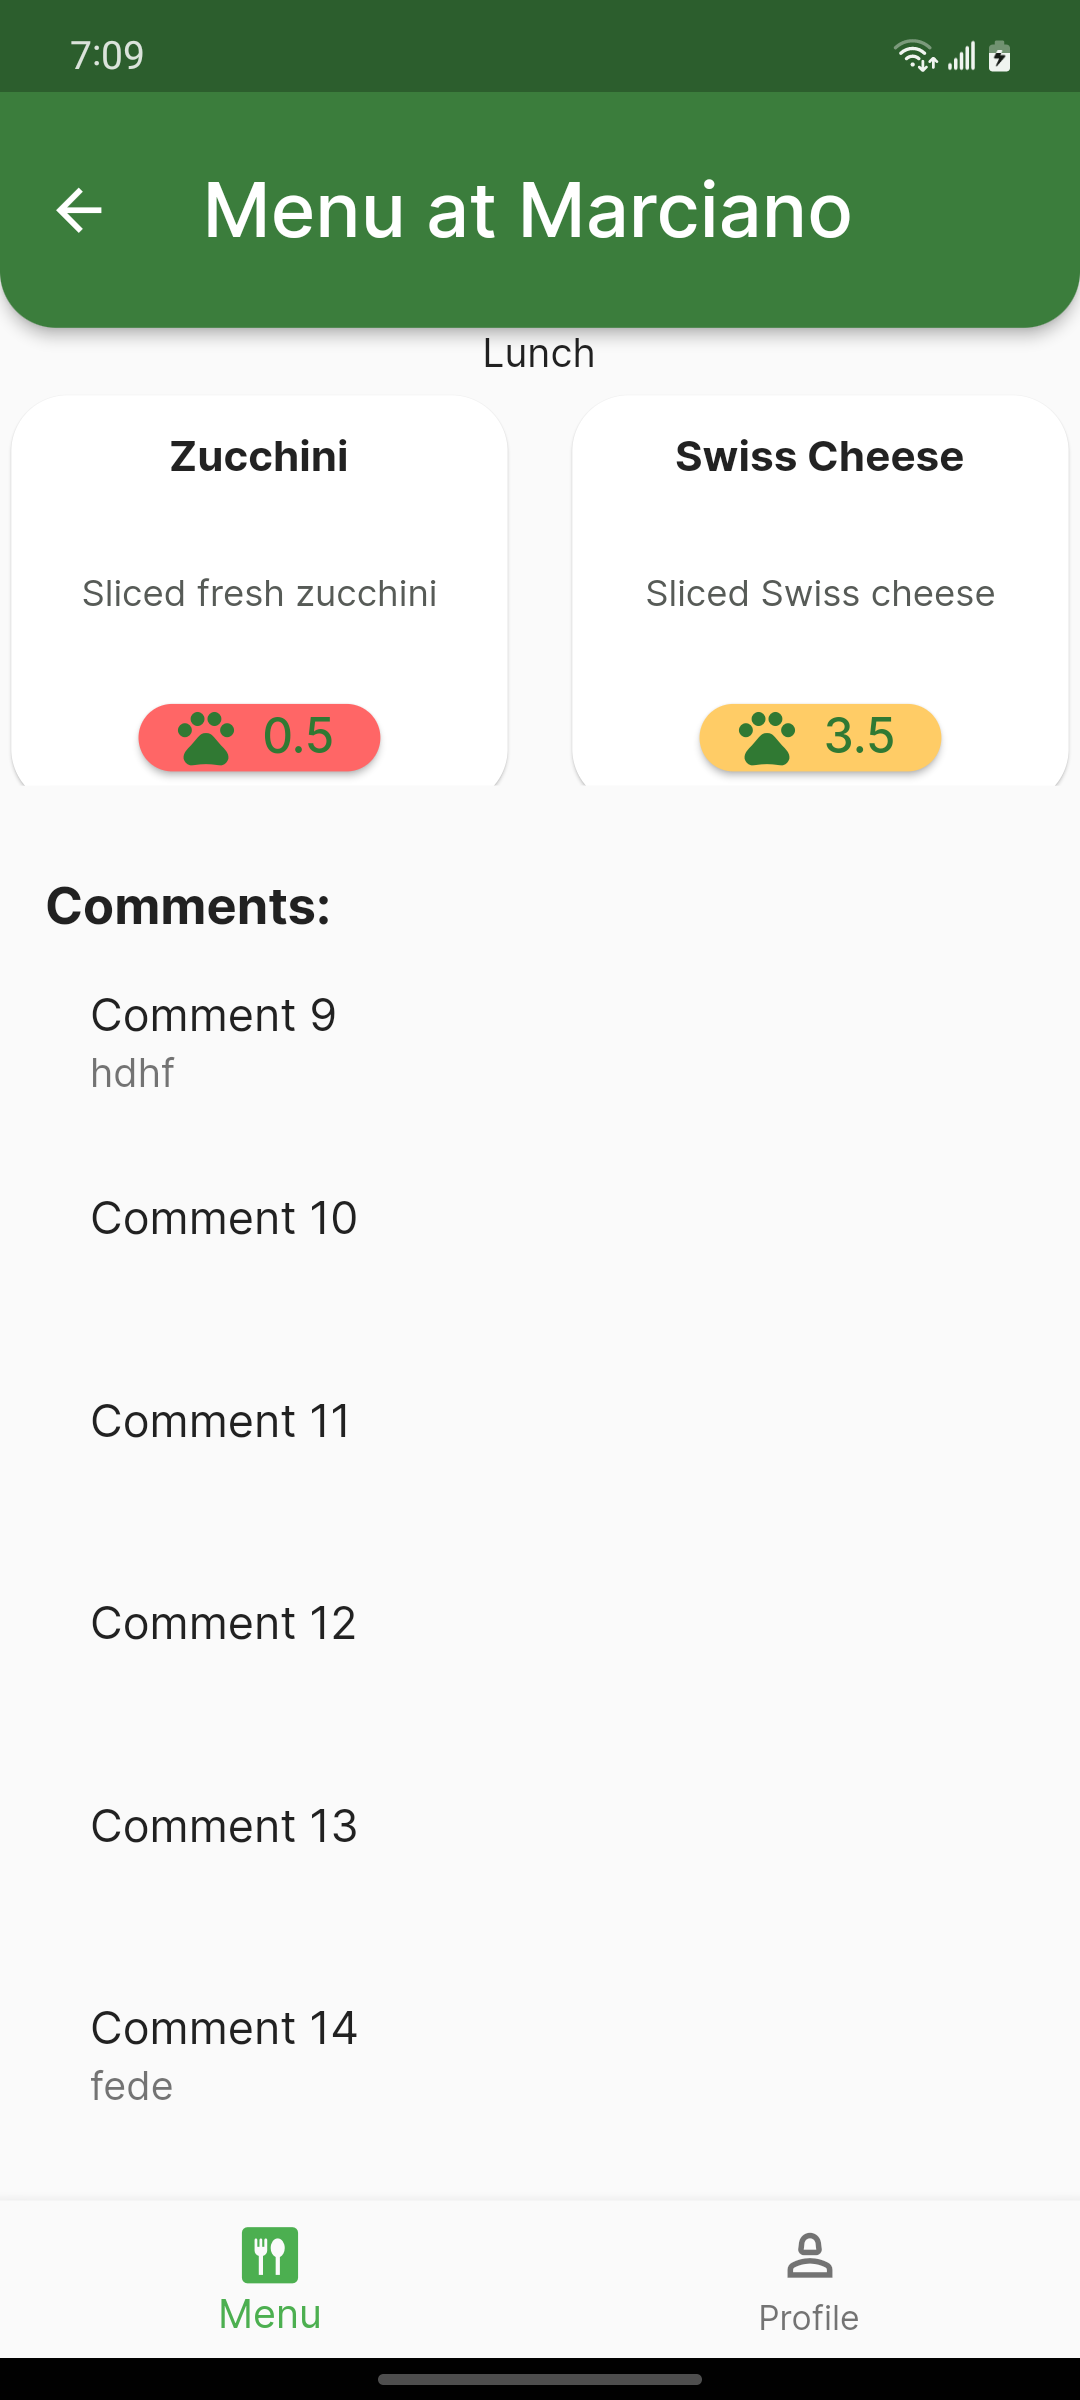 7:09
Menu at Marciano
Lunch
Zucchini
Sliced fresh zucchini
0.5
Swiss Cheese
Sliced Swiss cheese
3.5
Comments:
Comment 9
hdhf
Comment 10
Comment 11
Comment 12
Comment 13
Comment 14
fede
Menu
Profile